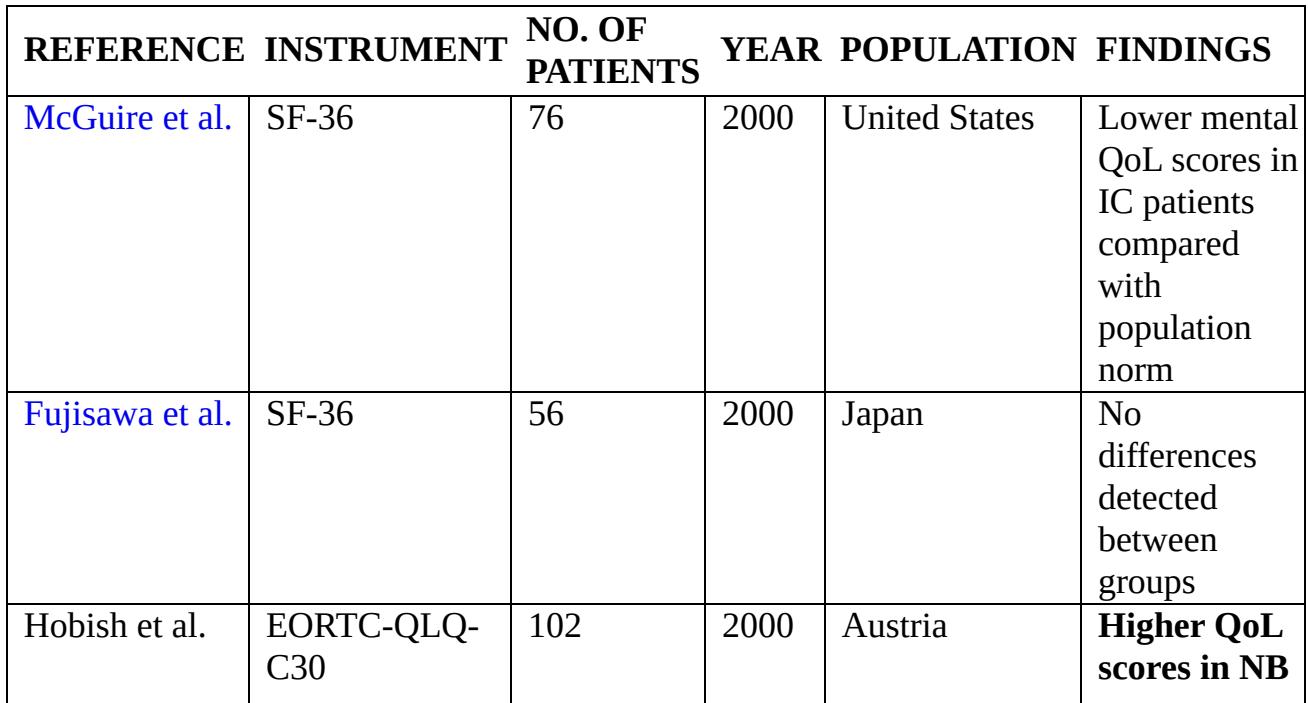 REFERENCE INSTRUMENT NO. OF PATIENTS YEAR POPULATION FINDINGS
McGuire et al. SF-36 76 2000 United States Lower mental
QoL scores in
IC patients
compared
with
population
norm
Fujisawa et al. SF-36 56 2000 Japan No
differences
detected
between
groups
Hobish et al. EORTC-QLQ- 102 2000 Austria Higher QoL
C30 scores in NB